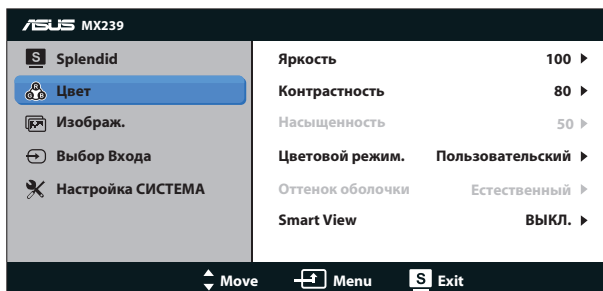 ASUS MX239
S Splendid
Цвет
Изображ.
Выбор Входа
Настройка СИСТЕМА
Яркость 100
Контрастность 80
Насыщенность 50
Цветовой режим. Пользовательский
Оттенок оболочки Естественный
Smart View ВЫКЛ.
Move Menu S Exit